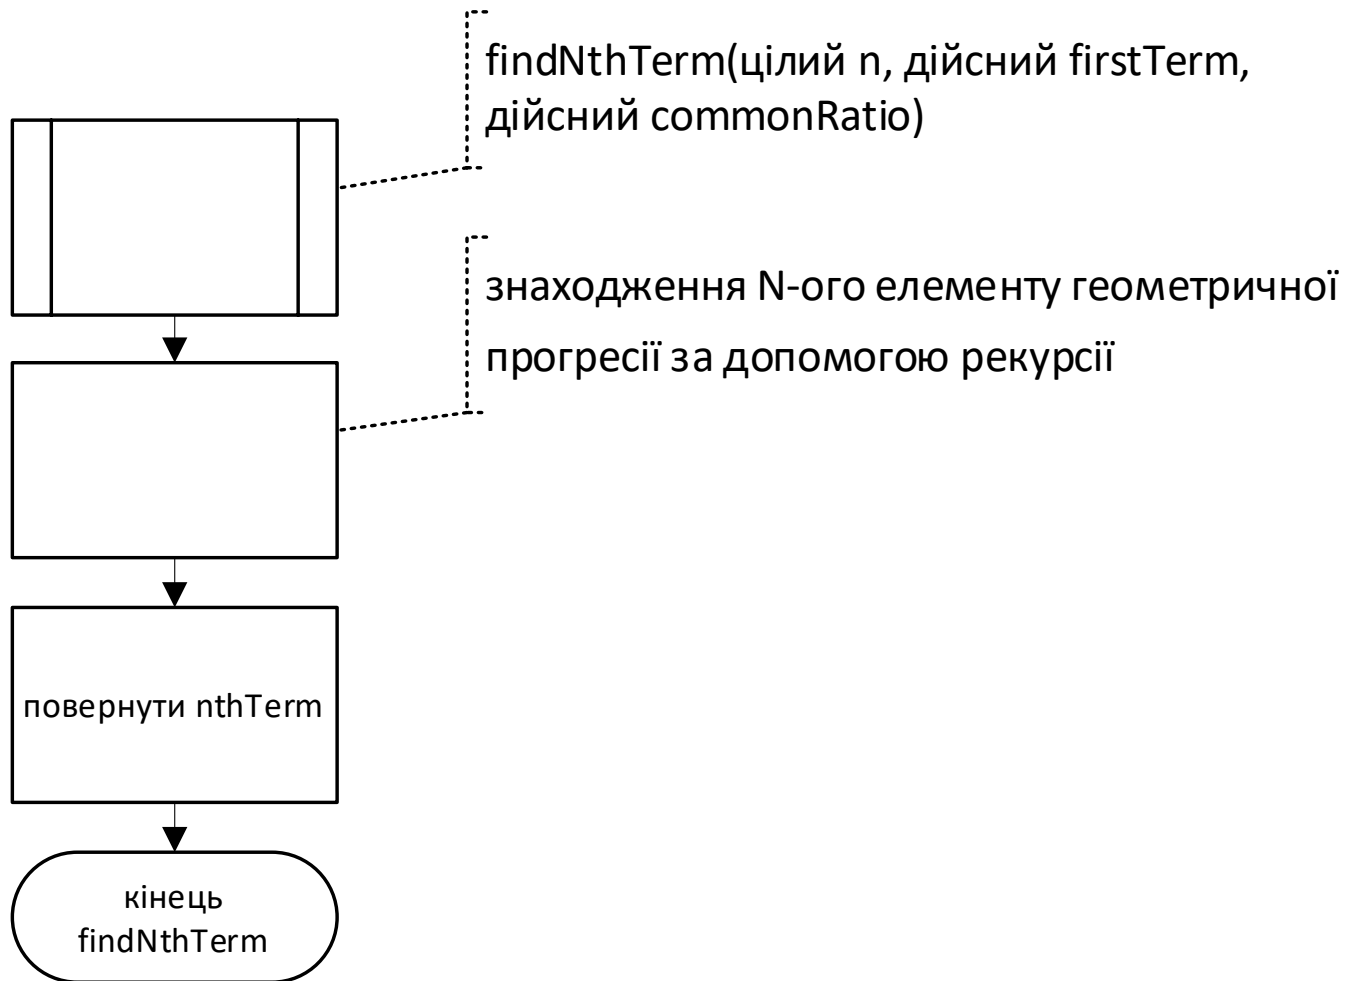 findNthTerm(цілий n, дійсний firstTerm,
дійсний commonRatio)
знаходження N-ого елементу геометричної
прогресії за допомогою рекурсії
повернути nthTerm
кінець
findNthTerm